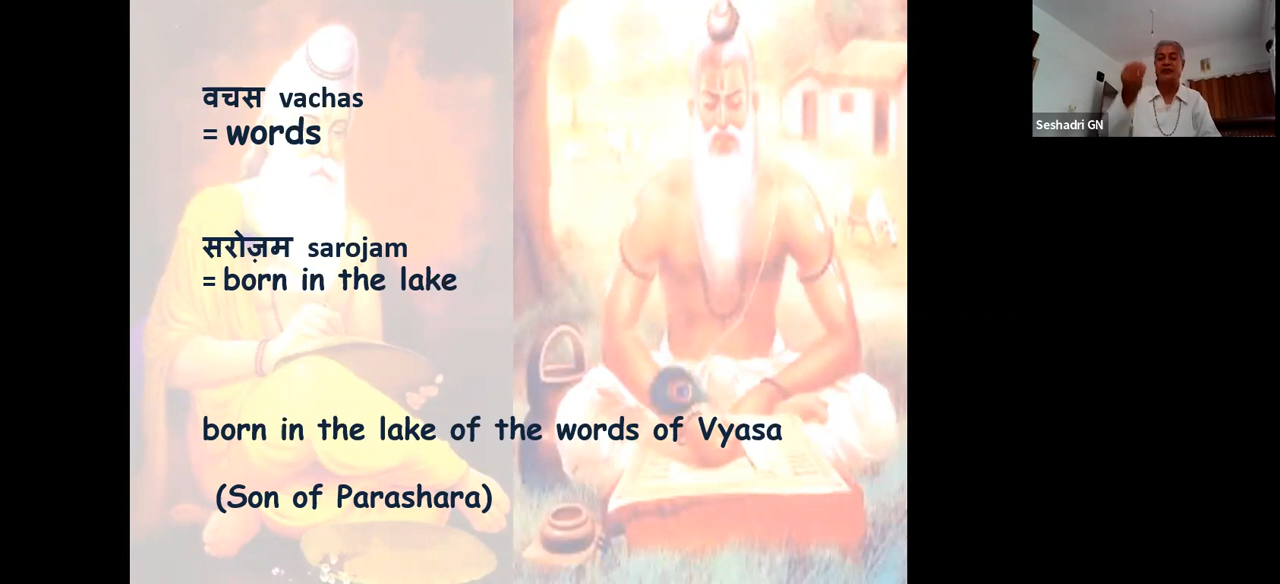 वचस vachas
= words
सरोज़म sarojam
= born in the lake
born in the lake of the words of Vyasa
(Son of Parashara)
Seshadri GN